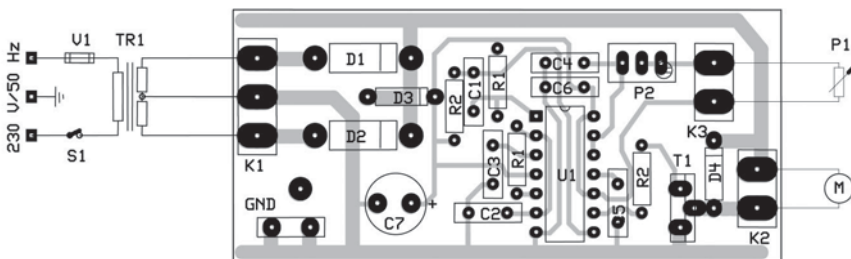 230 V/50 Hz
V1
TR1
S1
K1
D1
D3
D2
GND
C7
+
R2
C1
R1
C3
R1
C2
C4
C6
U1
P2
C5
R2
T1
K3
D4
K2
P1
M